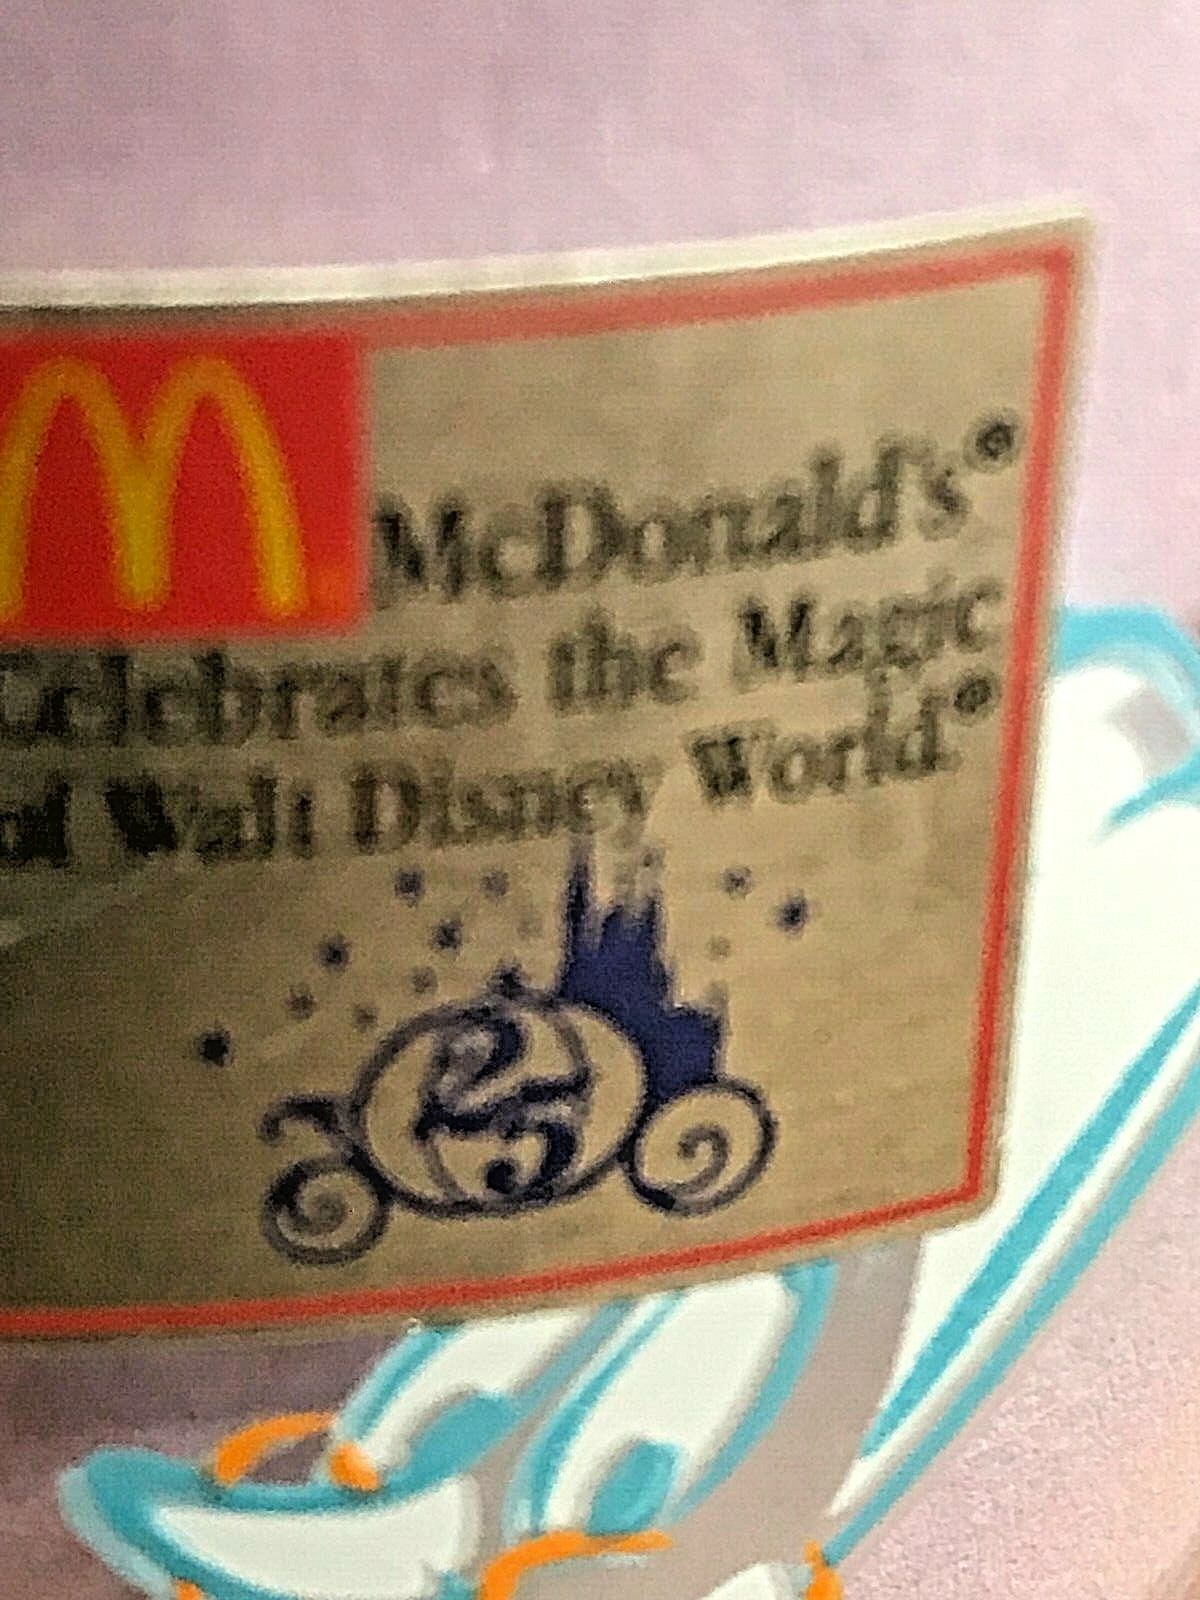 McDonald's®
Celebrates the Magic
of Walt Disney World®
25